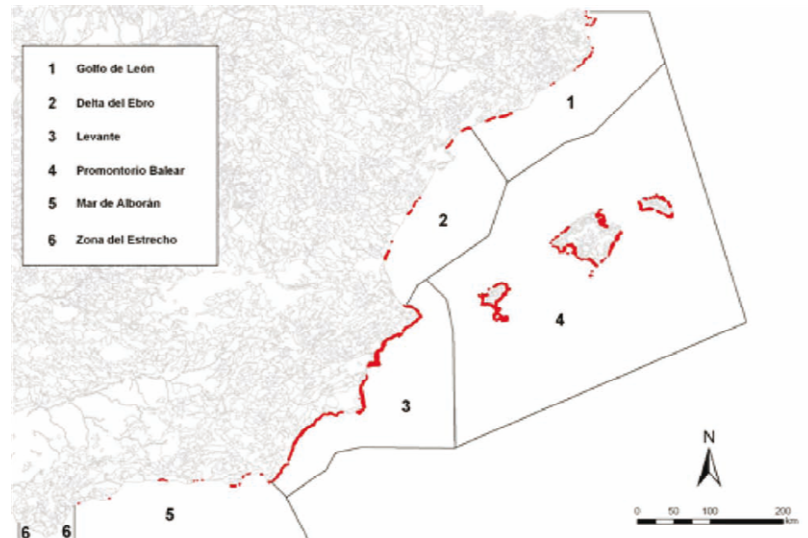 1 Golfo de León
2 Delta del Ebro
3 Levante
4 Promontorio Balear
5 Mar de Alborán
6 Zona del Estrecho
1
2
4
3
5
6 6
N
0 50 100 200
km